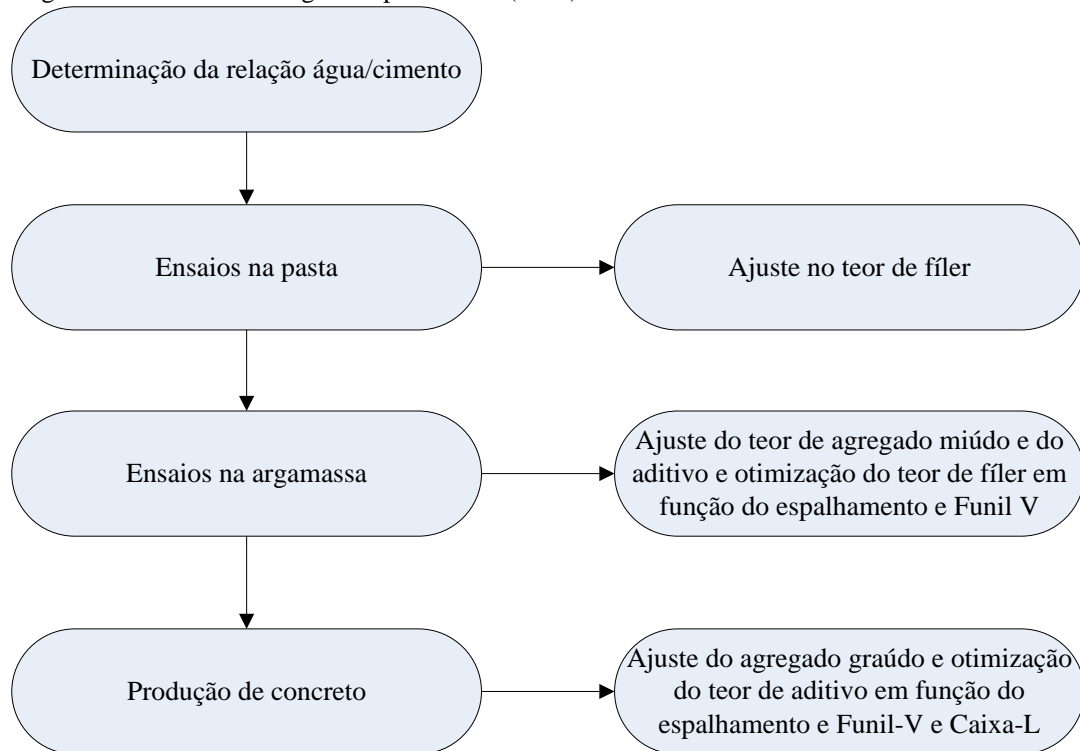 Determinação da relação água/cimento
Ensaios na pasta
Ajuste no teor de fíler
Ensaios na argamassa
Ajuste do teor de agregado miúdo e do
aditivo e otimização do teor de fíler em
função do espalhamento e Funil V
Produção de concreto
Ajuste do agregado graúdo e otimização
do teor de aditivo em função do
espalhamento e Funil-V e Caixa-L